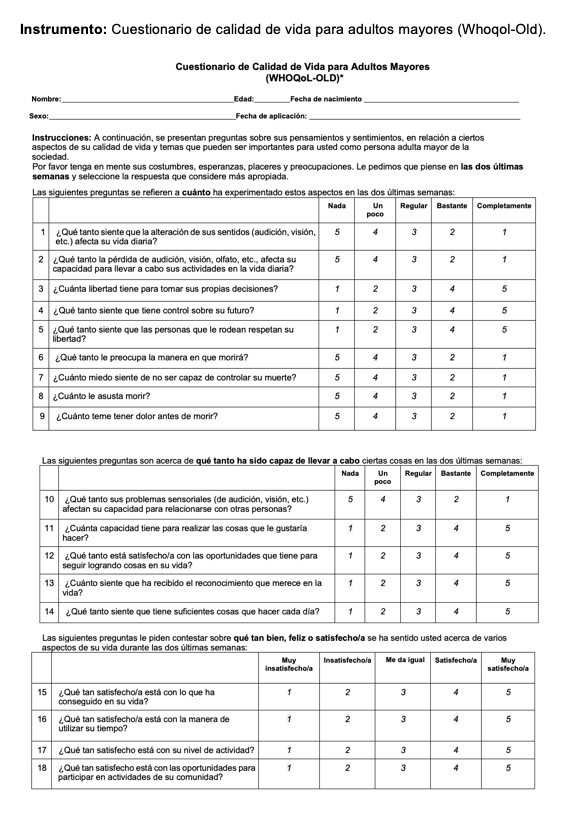 Instrumento: Cuestionario de calidad de vida para adultos mayores (Whoqol-Old).
Cuestionario de Calidad de Vida para Adultos Mayores
(WHOQoL-OLD)*
Nombre:____________________Edad:________Fecha de nacimiento ____________________
Sexo:____________________Fecha de aplicación: ____________________
Instrucciones: A continuación, se presentan preguntas sobre sus pensamientos y sentimientos, en relación a ciertos
aspectos de su calidad de vida y temas que pueden ser importantes para usted como persona adulta mayor de la
sociedad.
Por favor tenga en mente sus costumbres, esperanzas, placeres y preocupaciones. Le pedimos que piense en las dos últimas
semanas y seleccione la respuesta que considere más apropiada.
Las siguientes preguntas se refieren a cuánto ha experimentado estos aspectos en las dos últimas semanas:
Nada Un Regular Bastante Completamente
poco
1 ¿Qué tanto siente que la alteración de sus sentidos (audición, visión, 5 4 3 2 1
etc.) afecta su vida diaria?
2 ¿Qué tanto la pérdida de audición, visión, olfato, etc., afecta su 5 4 3 2 1
capacidad para llevar a cabo sus actividades en la vida diaria?
3 ¿Cuánta libertad tiene para tomar sus propias decisiones? 1 2 3 4 5
4 ¿Qué tanto siente que tiene control sobre su futuro? 1 2 3 4 5
5 ¿Qué tanto siente que las personas que le rodean respetan su 1 2 3 4 5
libertad?
6 ¿Qué tanto le preocupa la manera en que morirá? 5 4 3 2 1
7 ¿Cuánto miedo siente de no ser capaz de controlar su muerte? 5 4 3 2 1
8 ¿Cuánto le asusta morir? 5 4 3 2 1
9 ¿Cuánto teme tener dolor antes de morir? 5 4 3 2 1
Las siguientes preguntas son acerca de qué tanto ha sido capaz de llevar a cabo ciertas cosas en las dos últimas semanas:
Nada Un Regular Bastante Completamente
poco
10 ¿Qué tanto sus problemas sensoriales (de audición, visión, etc.) 5 4 3 2 1
afectan su capacidad para relacionarse con otras personas?
11 ¿Cuánta capacidad tiene para realizar las cosas que le gustaría 1 2 3 4 5
hacer?
12 ¿Qué tanto está satisfecho/a con las oportunidades que tiene para 1 2 3 4 5
seguir logrando cosas en su vida?
13 ¿Cuánto siente que ha recibido el reconocimiento que merece en la 1 2 3 4 5
vida?
14 ¿Qué tanto siente que tiene suficientes cosas que hacer cada día? 1 2 3 4 5
Las siguientes preguntas le piden contestar sobre qué tan bien, feliz o satisfecho/a se ha sentido usted acerca de varios
aspectos de su vida durante las dos últimas semanas:
Muy Insatisfecho/a Me da igual Satisfecho/a Muy
insatisfecho/a satisfecho/a
15 ¿Qué tan satisfecho/a está con lo que ha 1 2 3 4 5
conseguido en su vida?
16 ¿Qué tan satisfecho/a está con la manera de 1 2 3 4 5
utilizar su tiempo?
17 ¿Qué tan satisfecho está con su nivel de actividad? 1 2 3 4 5
18 ¿Qué tan satisfecho está con las oportunidades para 1 2 3 4 5
participar en actividades de su comunidad?